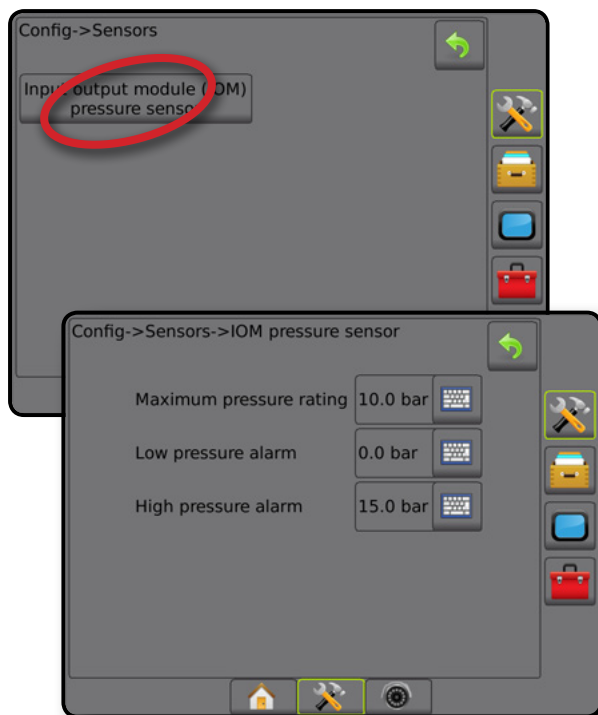 Config->Sensors
Input output module (IOM)
pressure sensor
Config->Sensors->IOM pressure sensor
Maximum pressure rating 10.0 bar
Low pressure alarm 0.0 bar
High pressure alarm 15.0 bar